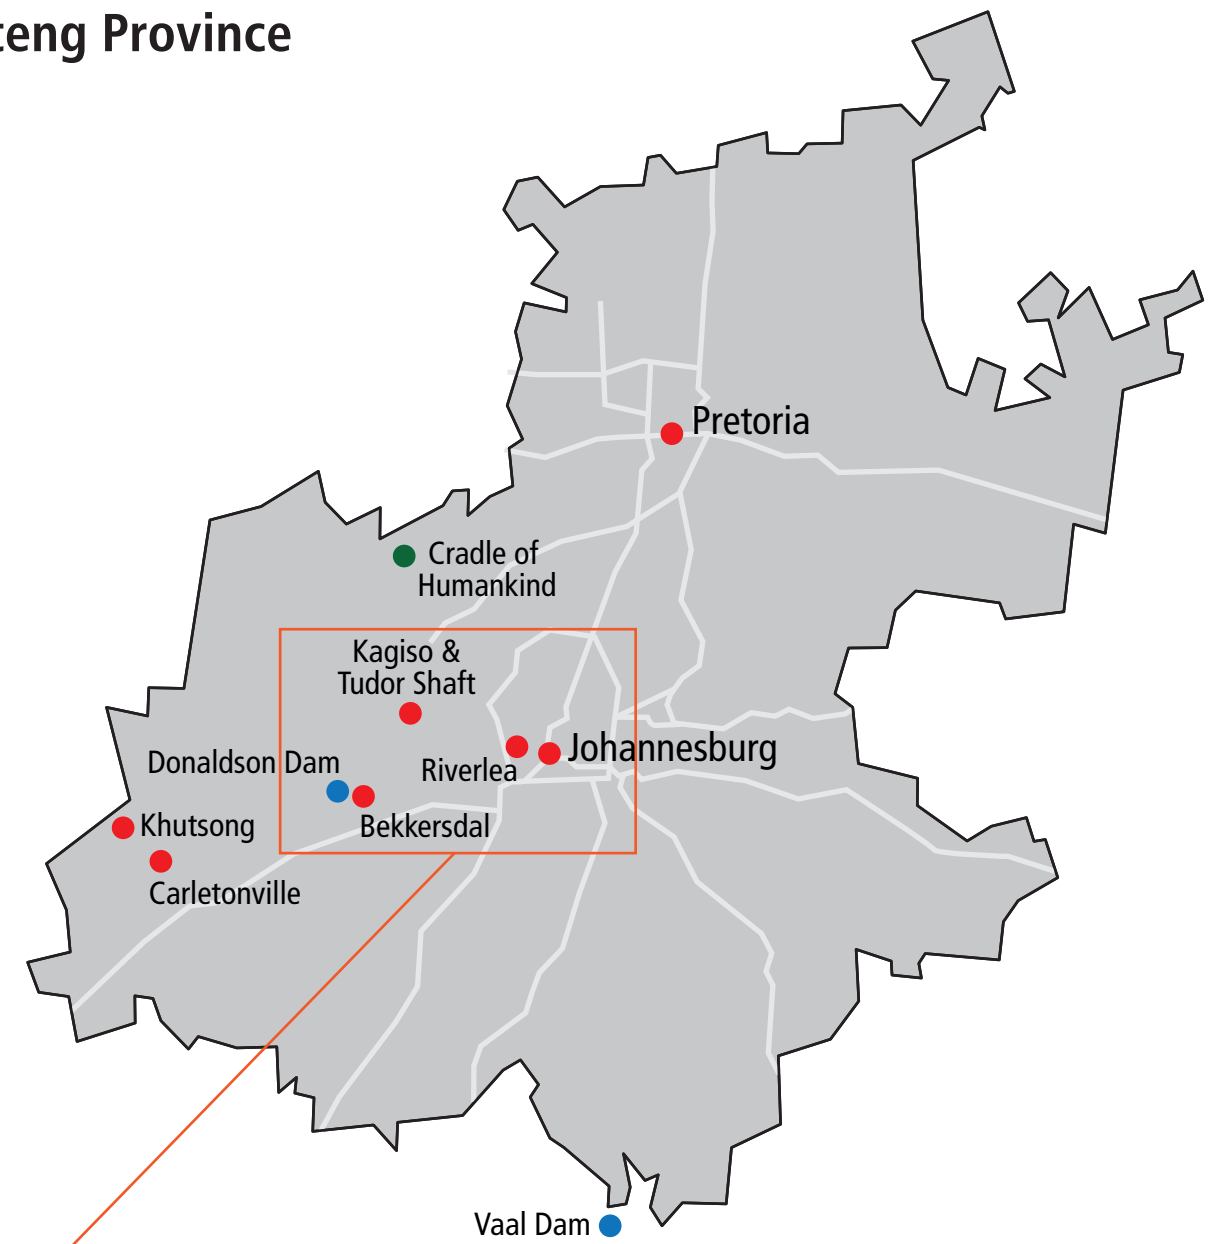 teng Province
Pretoria
Cradle of
Humankind
Kagiso &
Tudor Shaft
Johannesburg
Riverlea
Donaldson Dam
Bekkersdal
Khutsong
Carletonville
Vaal Dam